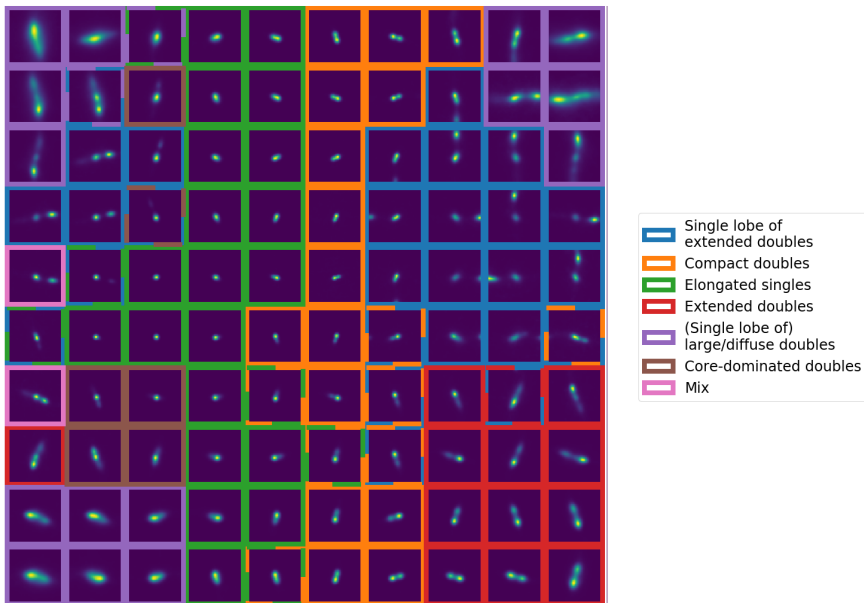 Single lobe of
extended doubles
Compact doubles
Elongated singles
Extended doubles
(Single lobe of)
large/diffuse doubles
Core-dominated doubles
Mix